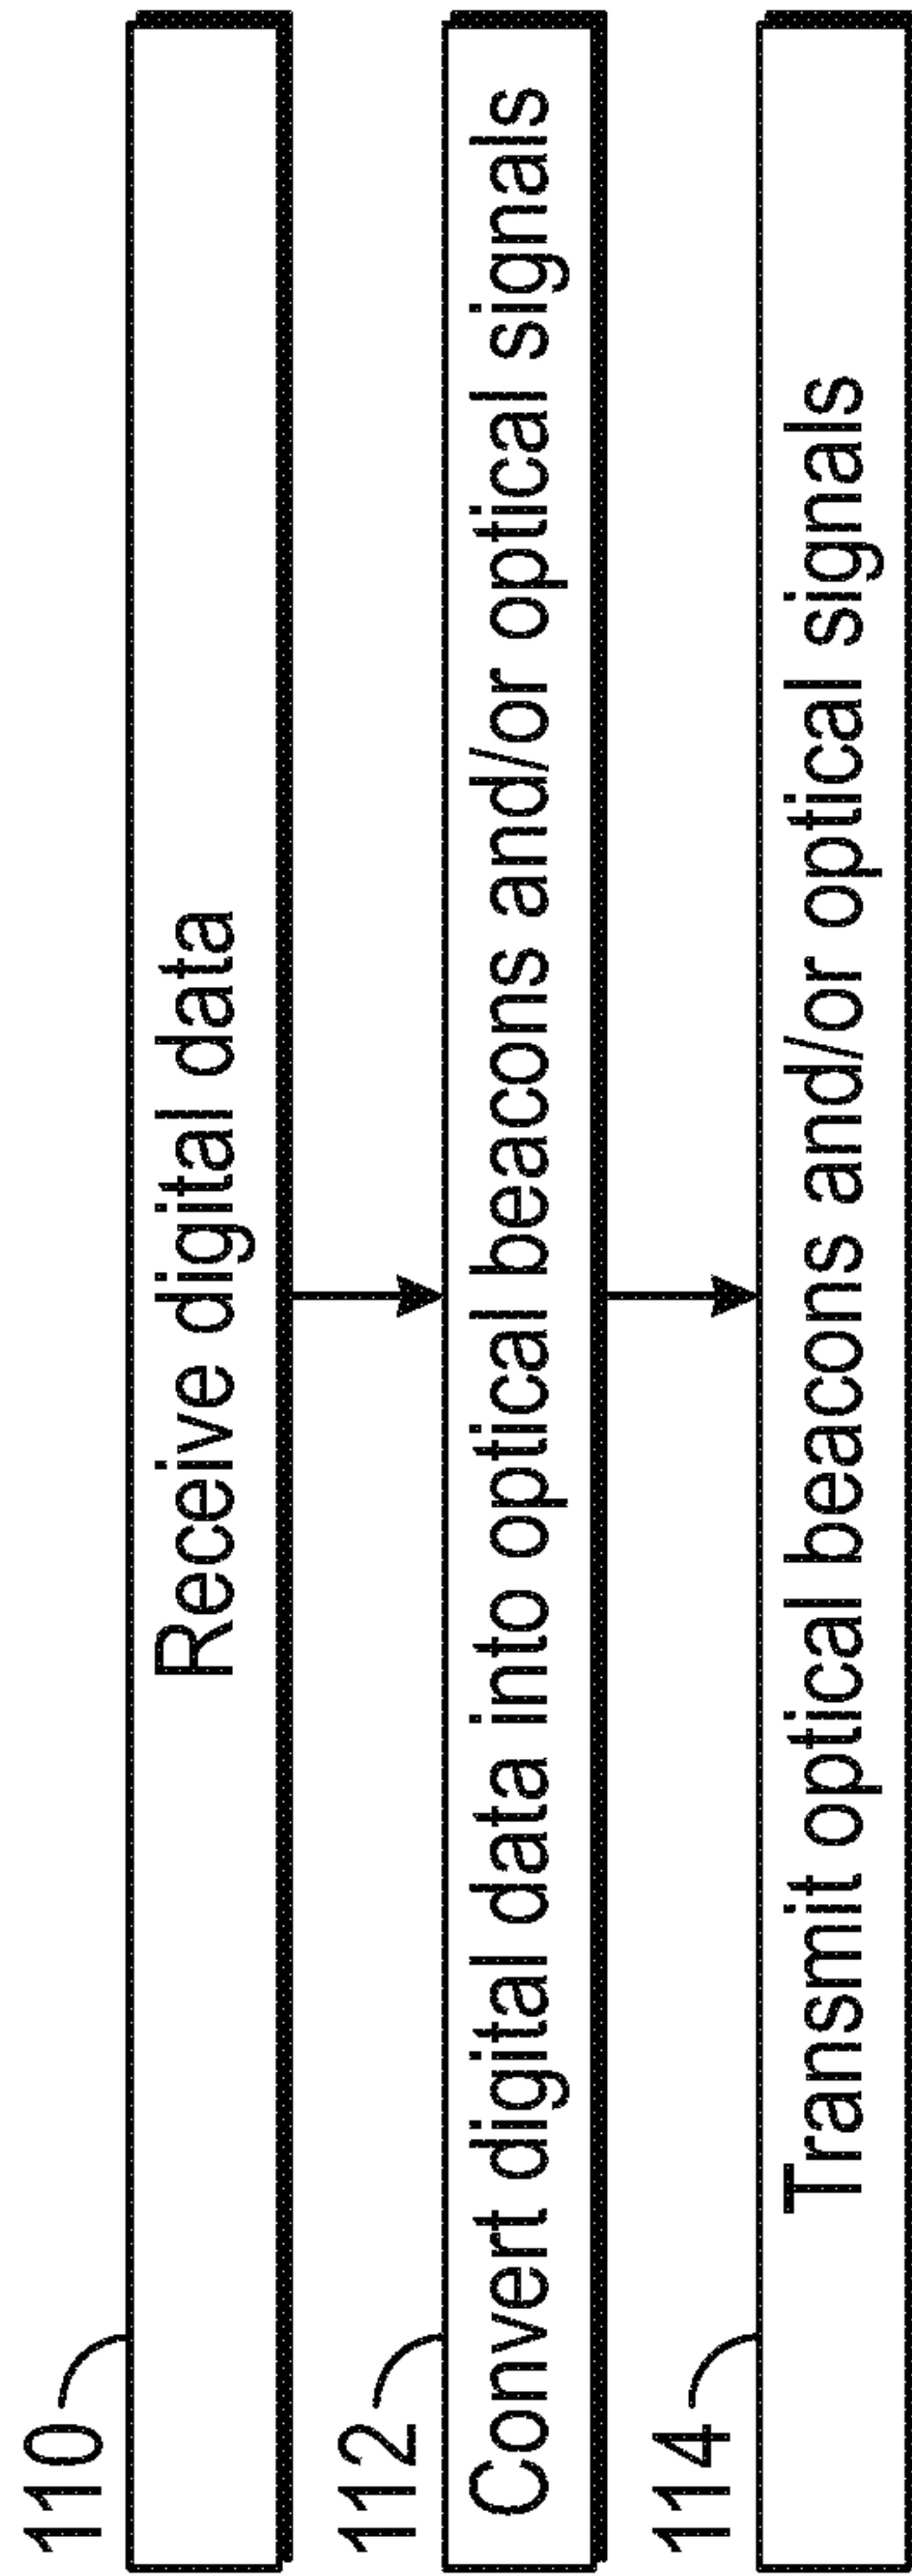 110
Receive digital data
112
Convert digital data into optical beacons and/or optical signals
114
Transmit optical beacons and/or optical signals